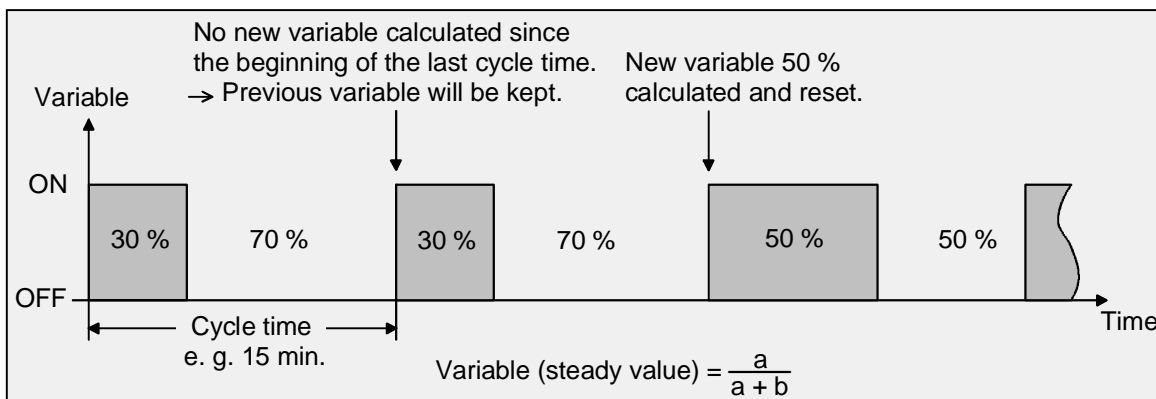 No new variable calculated since
the beginning of the last cycle time.
→ Previous variable will be kept.
New variable 50 %
calculated and reset.
Variable
ON
30 %
70 %
30 %
70 %
50 %
50 %
OFF
Time
Cycle time
e. g. 15 min.
Variable (steady value) = a
a + b